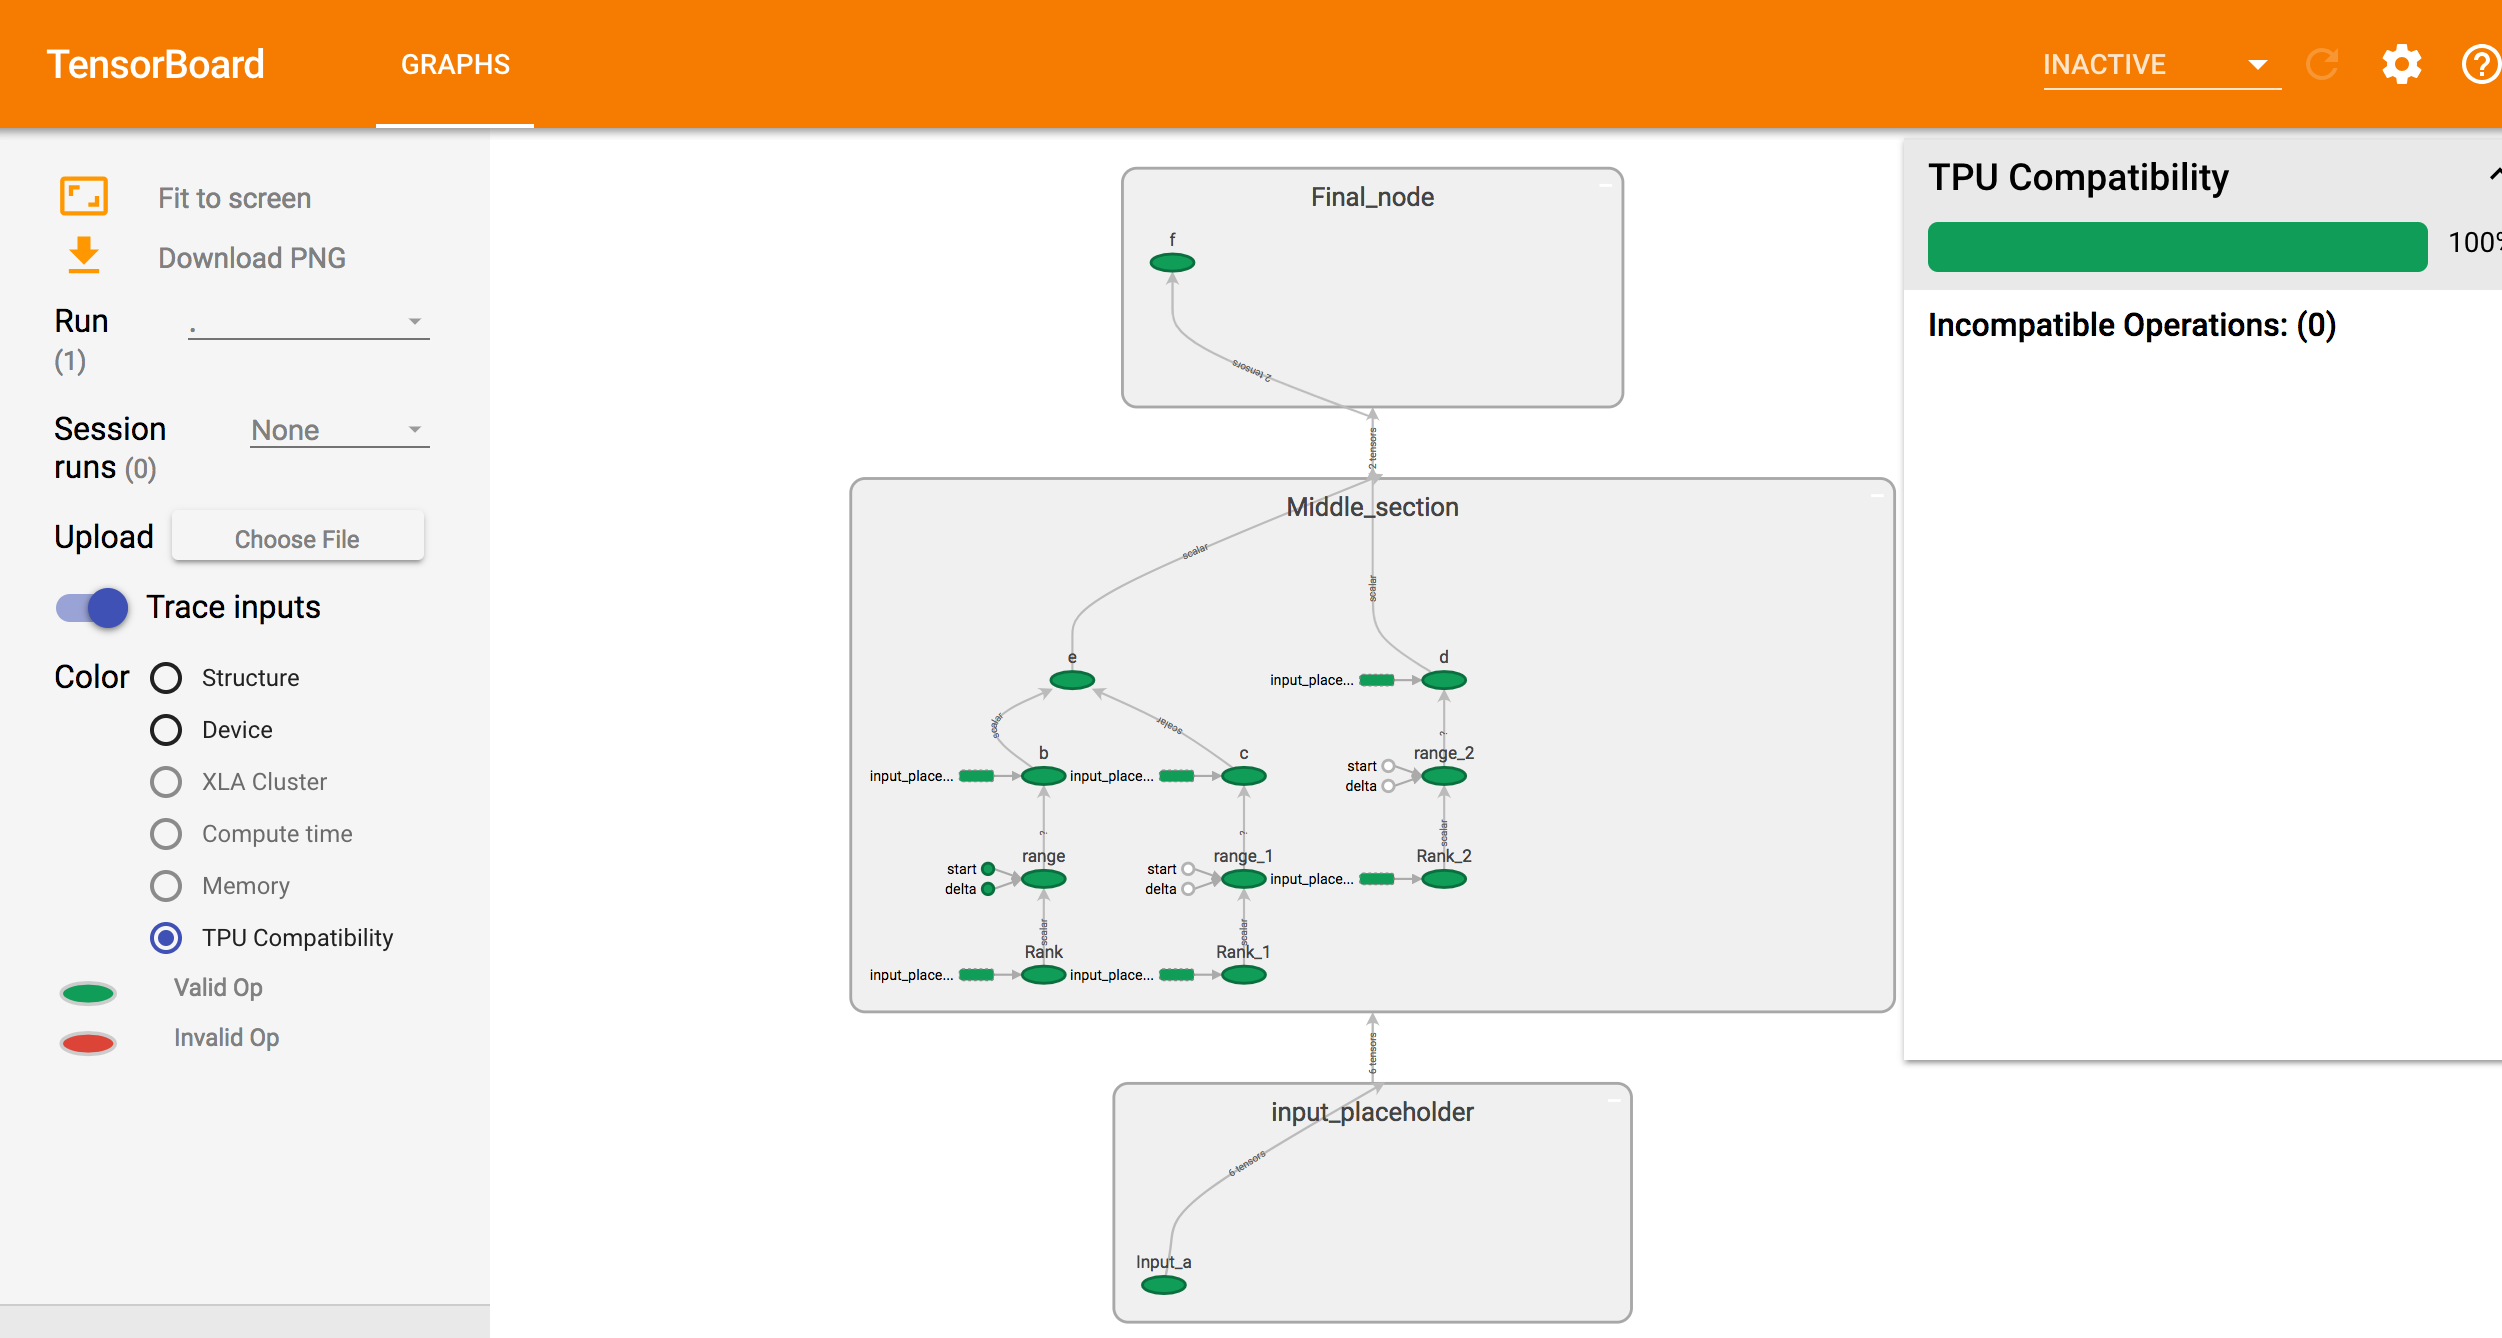 TensorBoard
GRAPHS
INACTIVE
Fit to screen
Download PNG
Run
(1)
.
Session
runs (0)
None
Upload
Choose File
Trace inputs
Color
Structure
Device
XLA Cluster
Compute time
Memory
TPU Compatibility
Valid Op
Invalid Op
Final_node
f
2 tensors
2 tensors
Middle_section
scalar
scalar
e
input_place...
d
scalar
scalar
?
input_place...
b
input_place...
c
start
delta
range_2
?
?
scalar
start
delta
range
start
delta
range_1
input_place...
Rank_2
scalar
scalar
input_place...
Rank
input_place...
Rank_1
6 tensors
input_placeholder
6 tensors
Input_a
TPU Compatibility
100%
Incompatible Operations: (0)